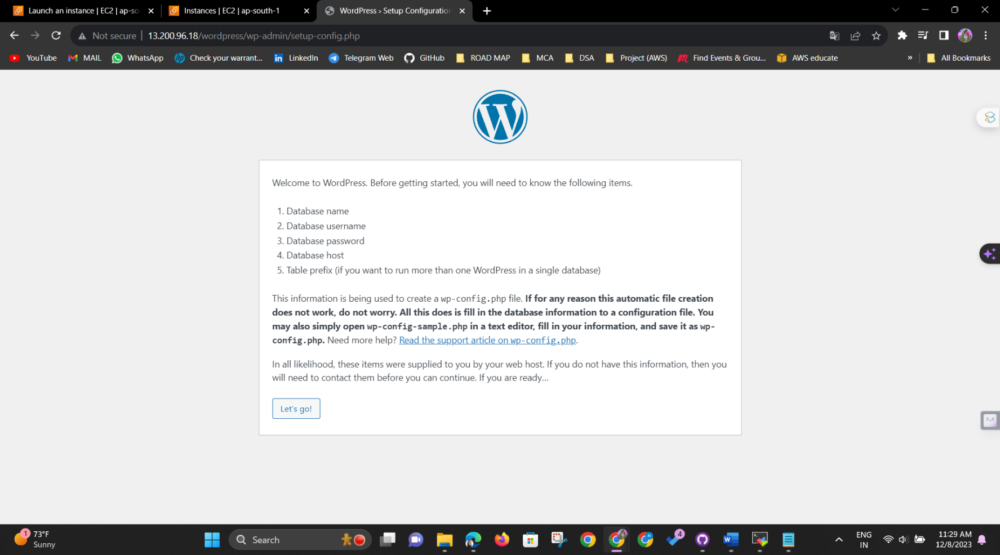 Launch an instance | EC2 | ap-so
Instances | EC2 | ap-south-1
WordPress › Setup Configuration
Not secure
13.200.96.18/wordpress/wp-admin/setup-config.php
YouTube
MAIL
WhatsApp
Check your warrant...
LinkedIn
Telegram Web
GitHub
ROAD MAP
MCA
DSA
Project (AWS)
Find Events & Grou...
AWS educate
»
All Bookmarks
Welcome to WordPress. Before getting started, you will need to know the following items.
1. Database name
2. Database username
3. Database password
4. Database host
5. Table prefix (if you want to run more than one WordPress in a single database)
This information is being used to create a wp-config.php file. If for any reason this automatic file creation
does not work, do not worry. All this does is fill in the database information to a configuration file. You
may also simply open wp-config-sample.php in a text editor, fill in your information, and save it as wp-
config.php. Need more help? Read the support article on wp-config.php.
In all likelihood, these items were supplied to you by your web host. If you do not have this information, then you
will need to contact them before you can continue. If you are ready...
Let's go!
1
73°F
Sunny
Search
4
ENG
IN
11:29 AM
12/8/2023